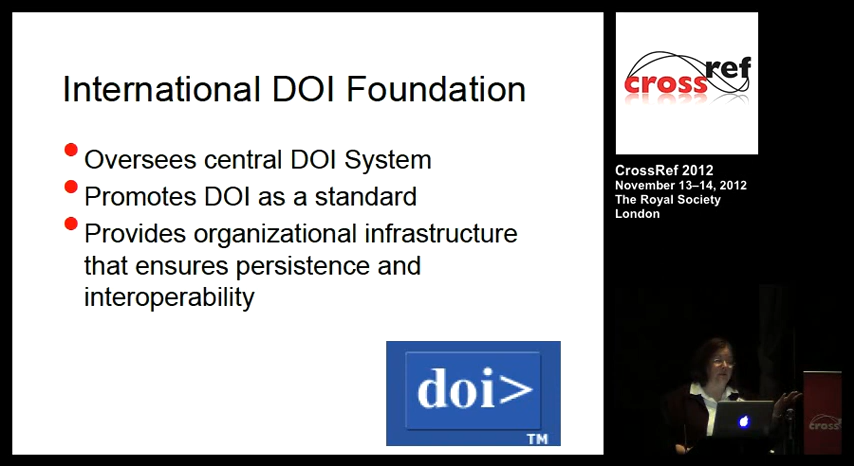 International DOI Foundation
Oversees central DOI System
Promotes DOI as a standard
Provides organizational infrastructure
that ensures persistence and
interoperability
doi>
TM
crossref
CrossRef 2012
November 13–14, 2012
The Royal Society
London
cross